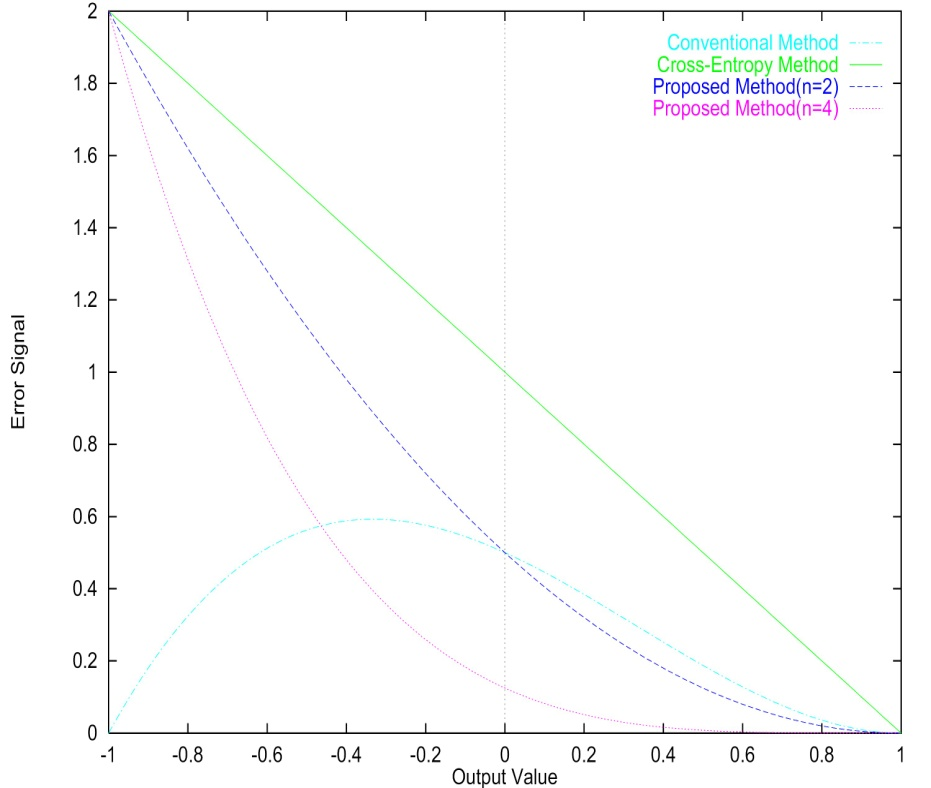 2
1.8
1.6
1.4
1.2
1
0.8
0.6
0.4
0.2
0
Error Signal
Conventional Method
Cross-Entropy Method
Proposed Method(n=2)
Proposed Method(n=4)
-1 -0.8 -0.6 -0.4 -0.2 0 0.2 0.4 0.6 0.8 1
Output Value